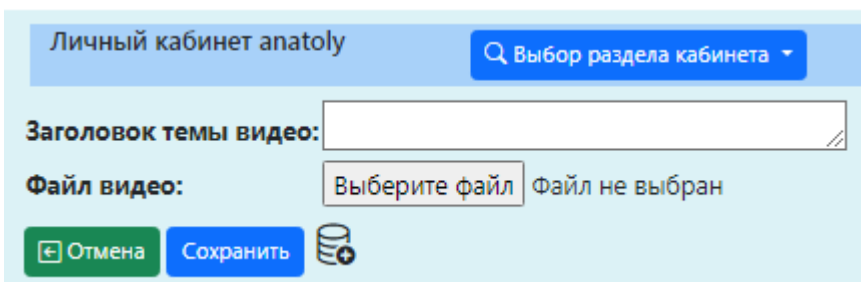 Личный кабинет anatoly Выбор раздела кабинета
Заголовок темы видео:
Файл видео: Выберите файл Файл не выбран
Отмена Сохранить